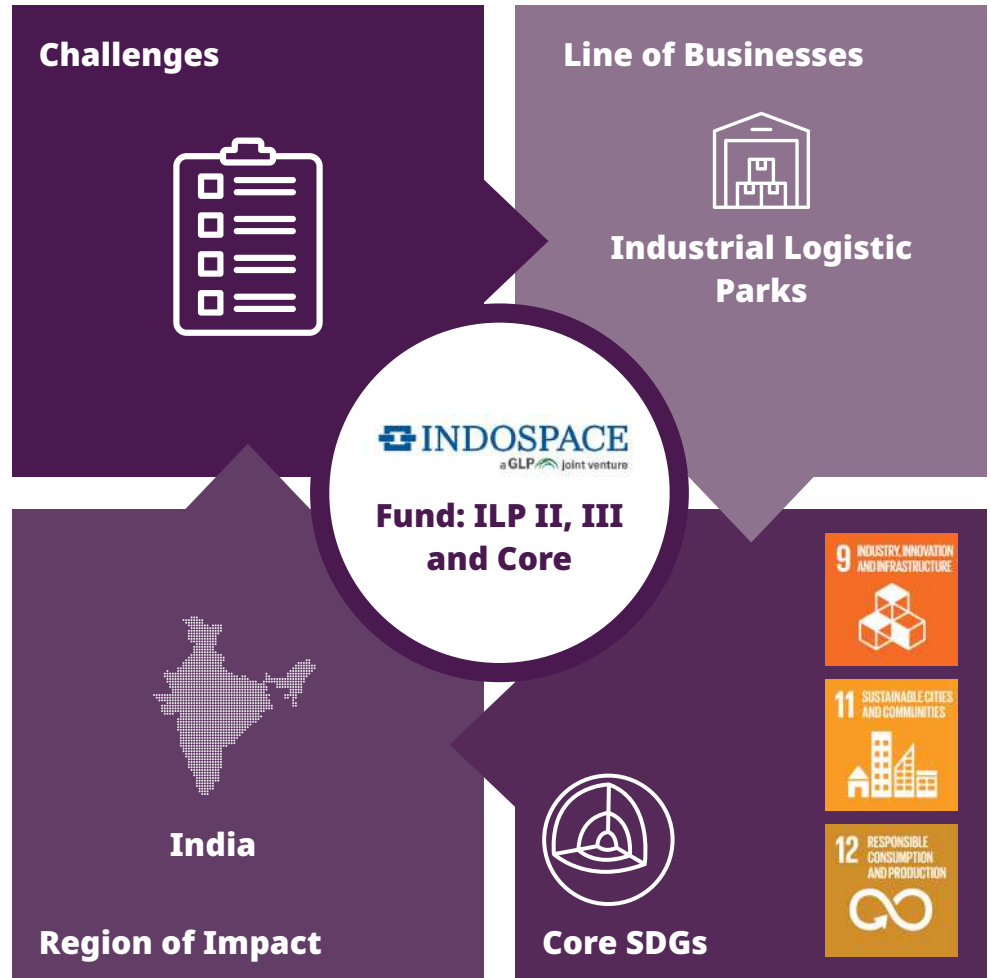 Challenges
Line of Businesses
Industrial Logistic
Parks
INDOSPACE
a GLP joint venture
Fund: ILP II, III
and Core
9 INDUSTRY, INNOVATION
AND INFRASTRUCTURE
11 SUSTAINABLE CITIES
AND COMMUNITIES
12 RESPONSIBLE
CONSUMPTION
AND PRODUCTION
India
Region of Impact
Core SDGs